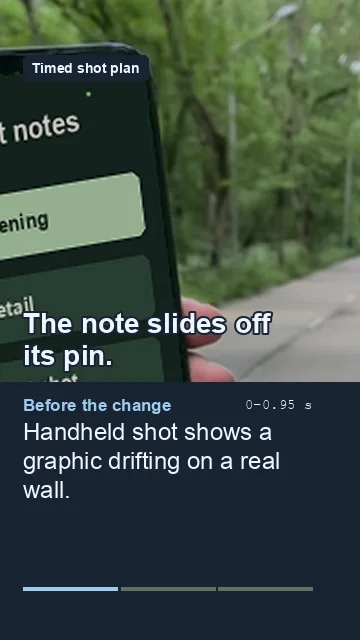 Timed shot plan
t notes
ening
etail
The note slides off
its pin.
Before the change
0–0.95 s
Handheld shot shows a
graphic drifting on a real
wall.